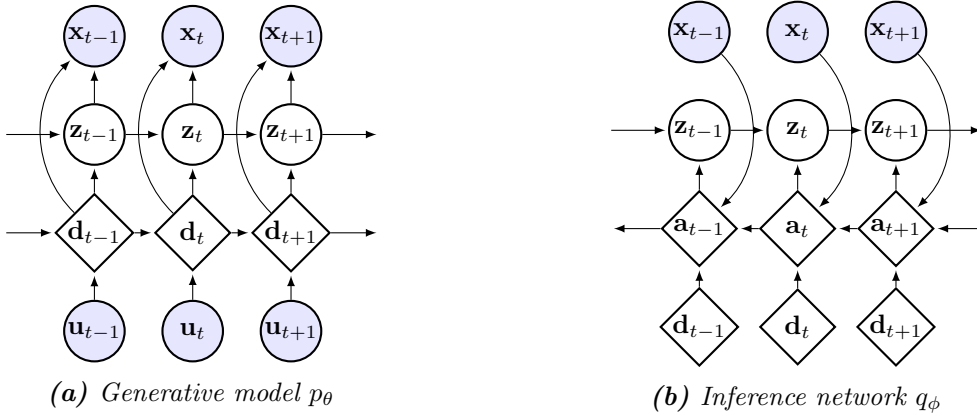 x_{t−1} x_t x_{t+1} x_{t−1} x_t x_{t+1}
z_{t−1} z_t z_{t+1} z_{t−1} z_t z_{t+1}
d_{t−1} d_t d_{t+1} a_{t−1} a_t a_{t+1}
u_{t−1} u_t u_{t+1} d_{t−1} d_t d_{t+1}
(a) Generative model p_θ (b) Inference network q_ϕ